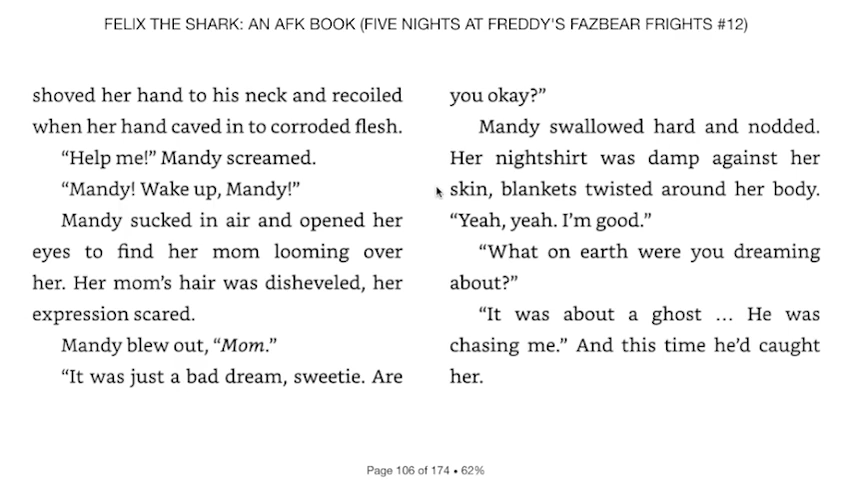 FELIX THE SHARK: AN AFK BOOK (FIVE NIGHTS AT FREDDY'S FAZBEAR FRIGHTS #12)
shoved her hand to his neck and recoiled
when her hand caved in to corroded flesh.
“Help me!” Mandy screamed.
“Mandy! Wake up, Mandy!”
Mandy sucked in air and opened her
eyes to find her mom looming over
her. Her mom’s hair was disheveled, her
expression scared.
Mandy blew out, “Mom.”
“It was just a bad dream, sweetie. Are
you okay?”
Mandy swallowed hard and nodded.
Her nightshirt was damp against her
skin, blankets twisted around her body.
“Yeah, yeah. I’m good.”
“What on earth were you dreaming
about?”
“It was about a ghost … He was
chasing me.” And this time he’d caught
her.
Page 106 of 174 • 62%